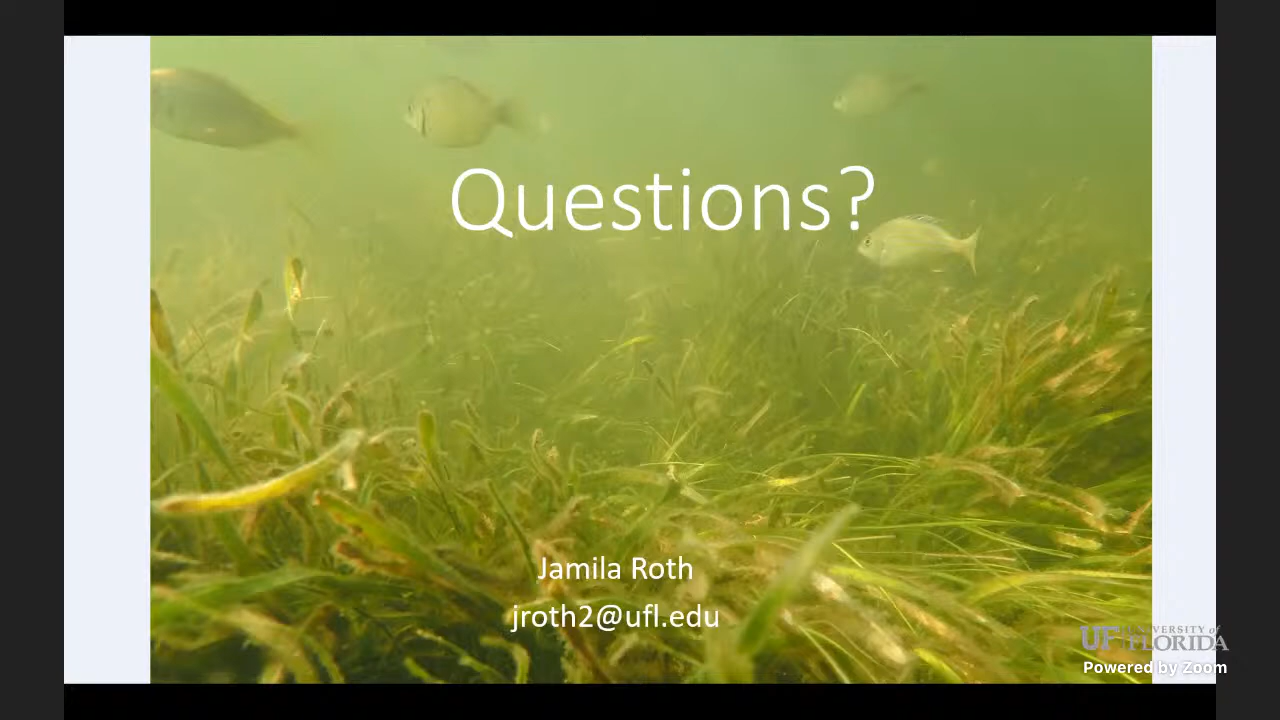 Questions?
Jamila Roth
jroth2@ufl.edu
UF UNIVERSITY of
FLORIDA
Powered by Zoom